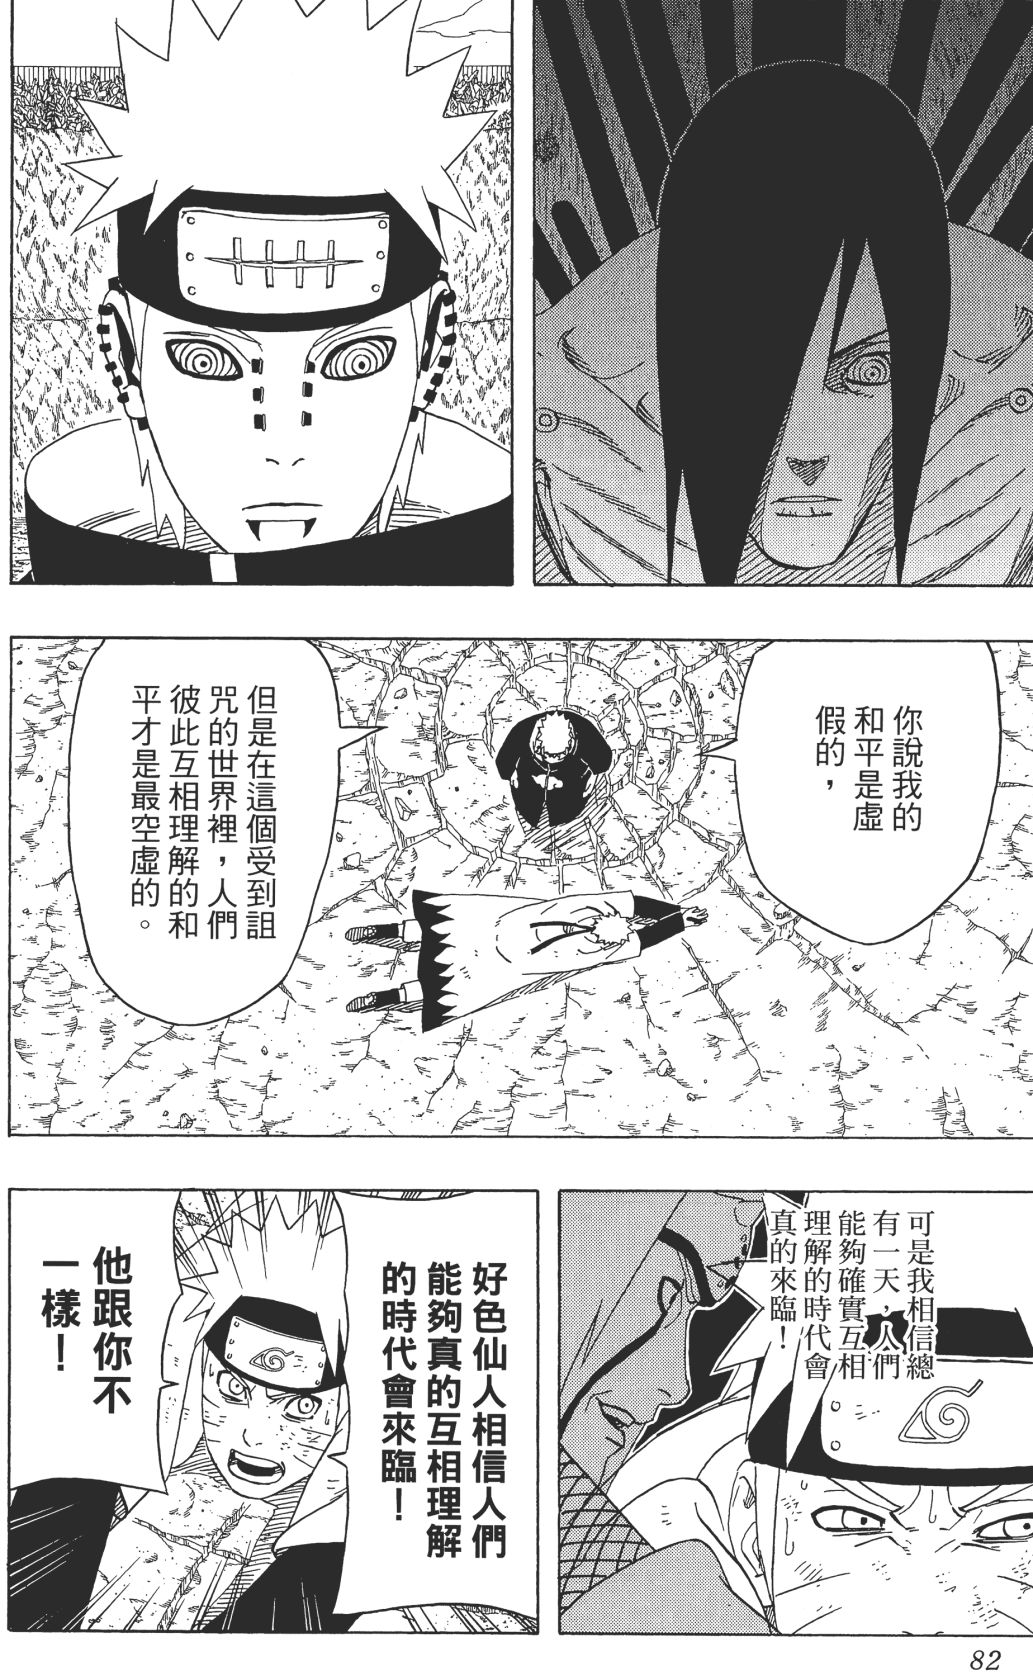 你說我的
和平是虛
假的，
但是在這個受到詛
咒的世界裡，人們
彼此互相理解的和
平才是最空虛的。
可是我相信總
有一天，人們
能夠確實互相
理解的時代會
真的來臨！
好色仙人相信人們
能夠真的互相理解
的時代會來臨！
他跟你不
一樣！
82